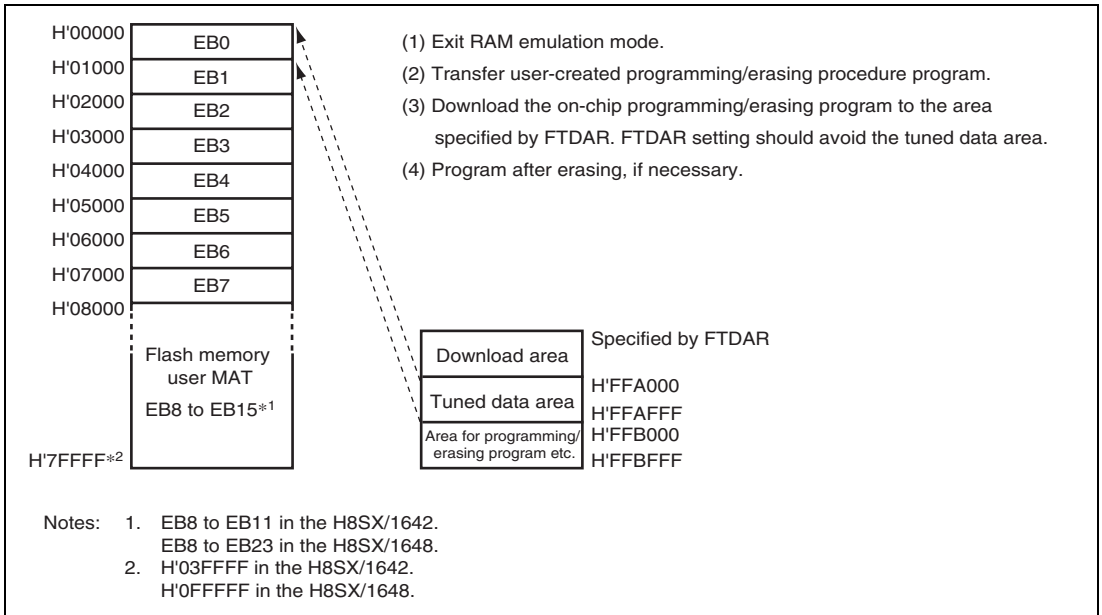 H'00000
EB0
H'01000
EB1
H'02000
EB2
H'03000
EB3
H'04000
EB4
H'05000
EB5
H'06000
EB6
H'07000
EB7
H'08000
Flash memory
user MAT
EB8 to EB15*1
H'7FFFF*2
(1) Exit RAM emulation mode.
(2) Transfer user-created programming/erasing procedure program.
(3) Download the on-chip programming/erasing program to the area
specified by FTDAR. FTDAR setting should avoid the tuned data area.
(4) Program after erasing, if necessary.
Download area
Specified by FTDAR
Tuned data area
H'FFA000
H'FFAFFF
Area for programming/
erasing program etc.
H'FFB000
H'FFBFFF
Notes: 1. EB8 to EB11 in the H8SX/1642.
EB8 to EB23 in the H8SX/1648.
2. H'03FFFF in the H8SX/1642.
H'0FFFFF in the H8SX/1648.